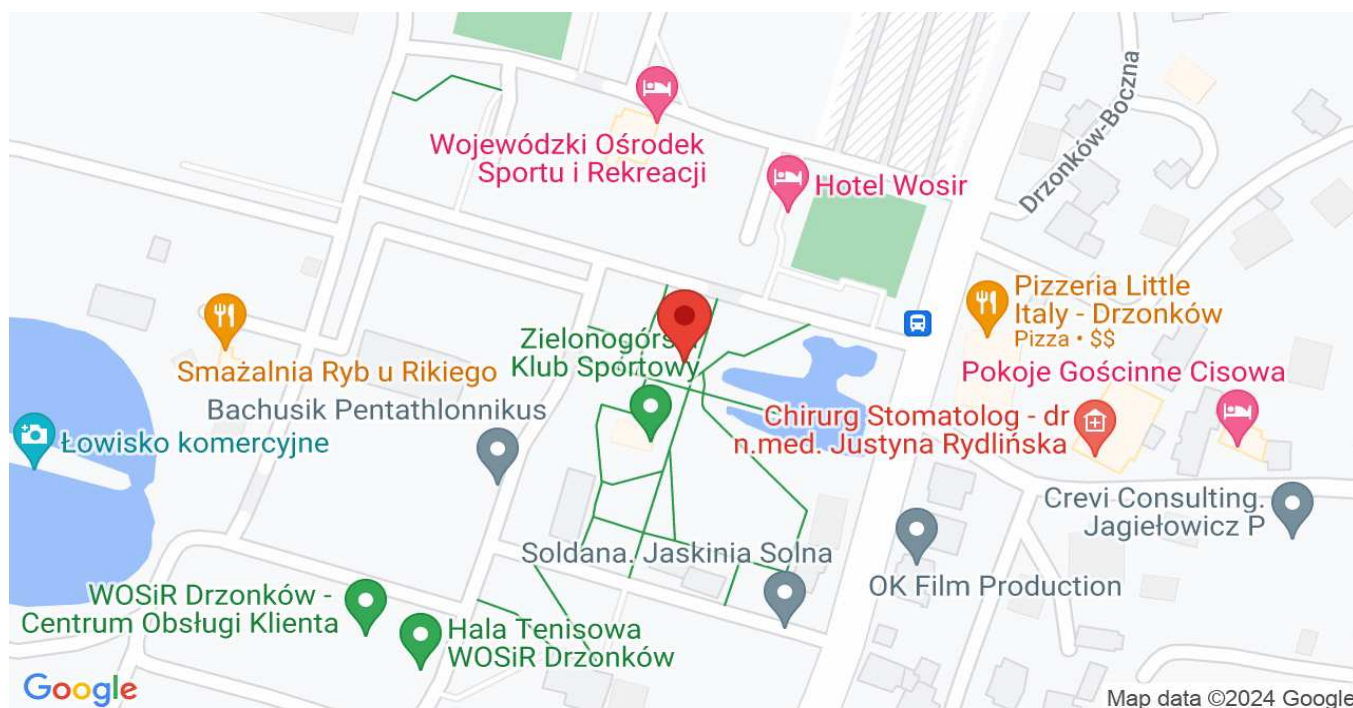 Drzonków-Boczna
Wojewódzki Ośrodek
Sportu i Rekreacji
Hotel Wosir
Pizzeria Little
Italy - Drzonków
Pizza • $$
Zielonogórs
Klub Sportowy
Smażalnia Ryb u Rikiego
Pokoje Gościnne Cisowa
Bachusik Pentathlonnikus
Chirurg Stomatolog - dr
n.med. Justyna Rydlińska
Łowisko komercyjne
Crevi Consulting.
Jagiełowicz P
Soldana. Jaskinia Solna
OK Film Production
WOSiR Drzonków -
Centrum Obsługi Klienta
Hala Tenisowa
WOSiR Drzonków
Google
Map data ©2024 Google